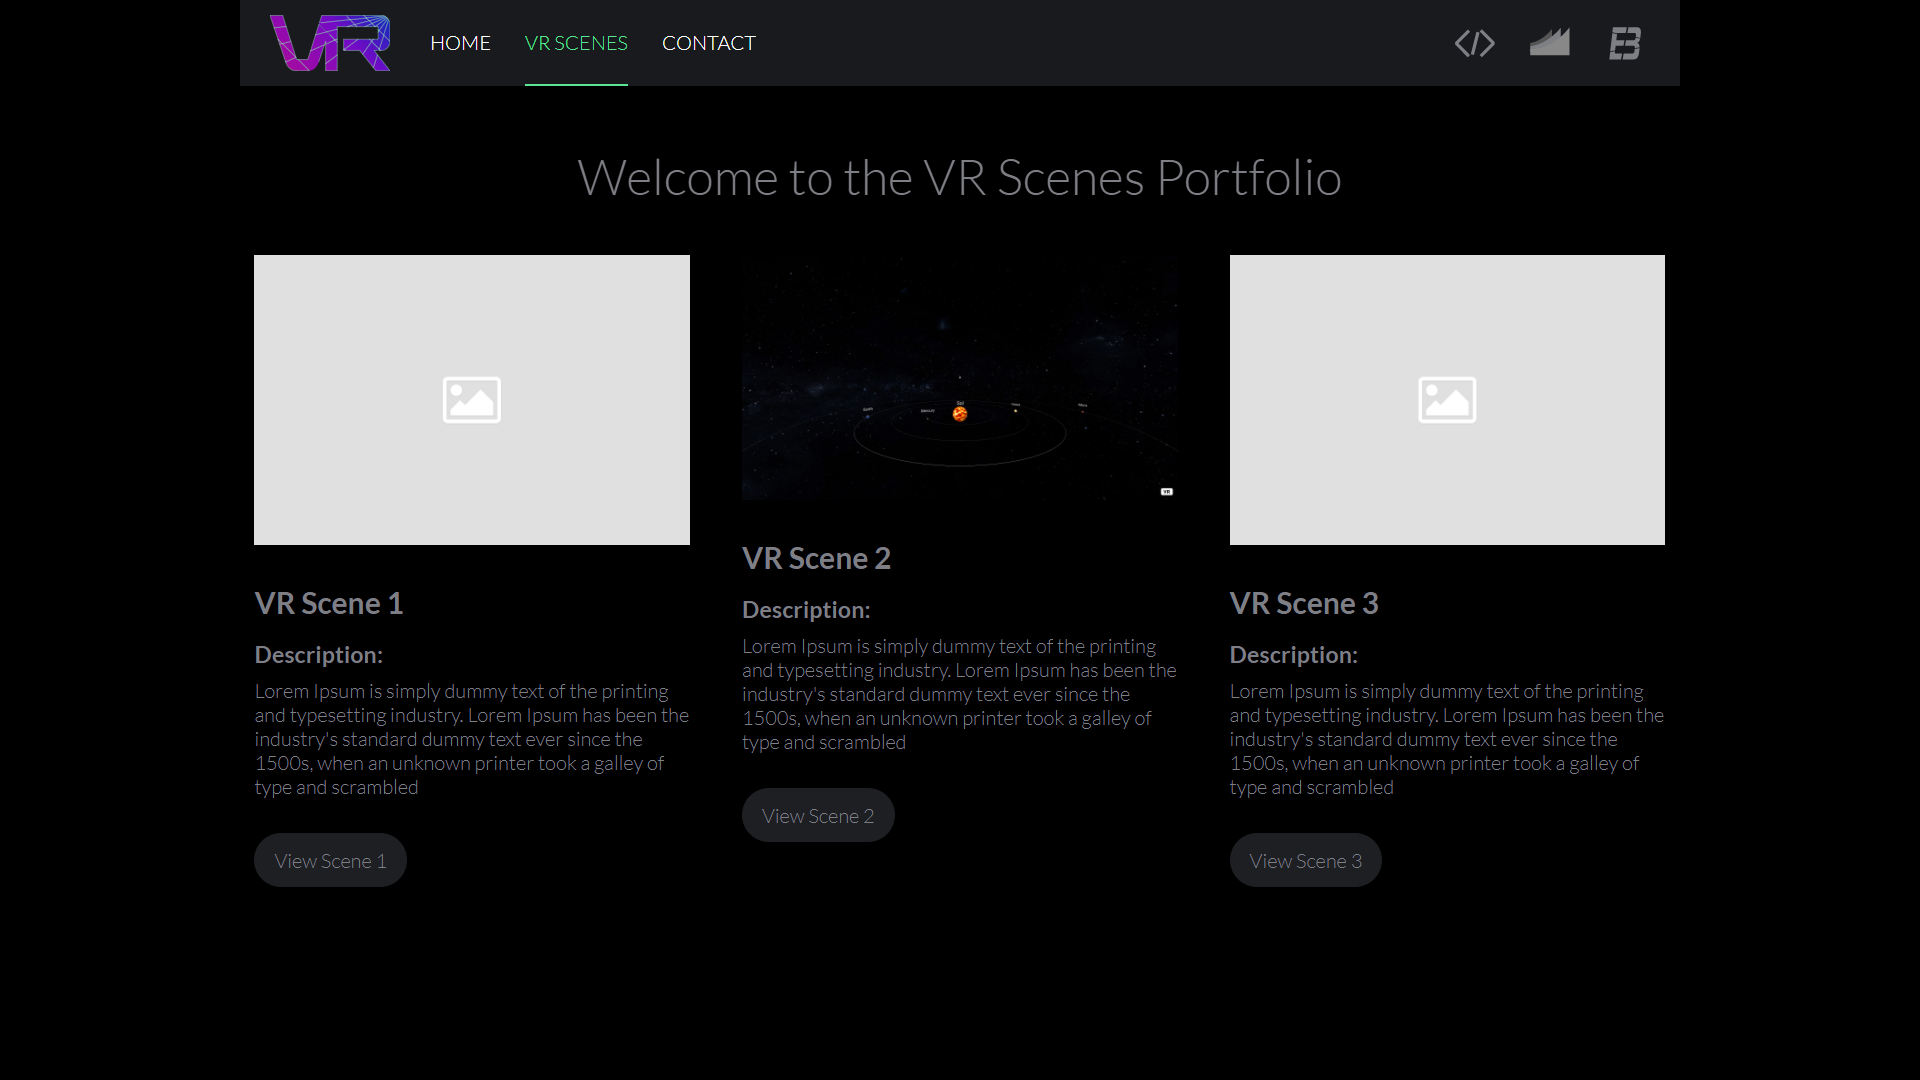 VR
HOME
VR SCENES
CONTACT
</>
Welcome to the VR Scenes Portfolio
Sol
Mercury
VR
VR Scene 1
Description:
Lorem Ipsum is simply dummy text of the printing
and typesetting industry. Lorem Ipsum has been the
industry's standard dummy text ever since the
1500s, when an unknown printer took a galley of
type and scrambled
View Scene 1
VR Scene 2
Description:
Lorem Ipsum is simply dummy text of the printing
and typesetting industry. Lorem Ipsum has been the
industry's standard dummy text ever since the
1500s, when an unknown printer took a galley of
type and scrambled
View Scene 2
VR Scene 3
Description:
Lorem Ipsum is simply dummy text of the printing
and typesetting industry. Lorem Ipsum has been the
industry's standard dummy text ever since the
1500s, when an unknown printer took a galley of
type and scrambled
View Scene 3